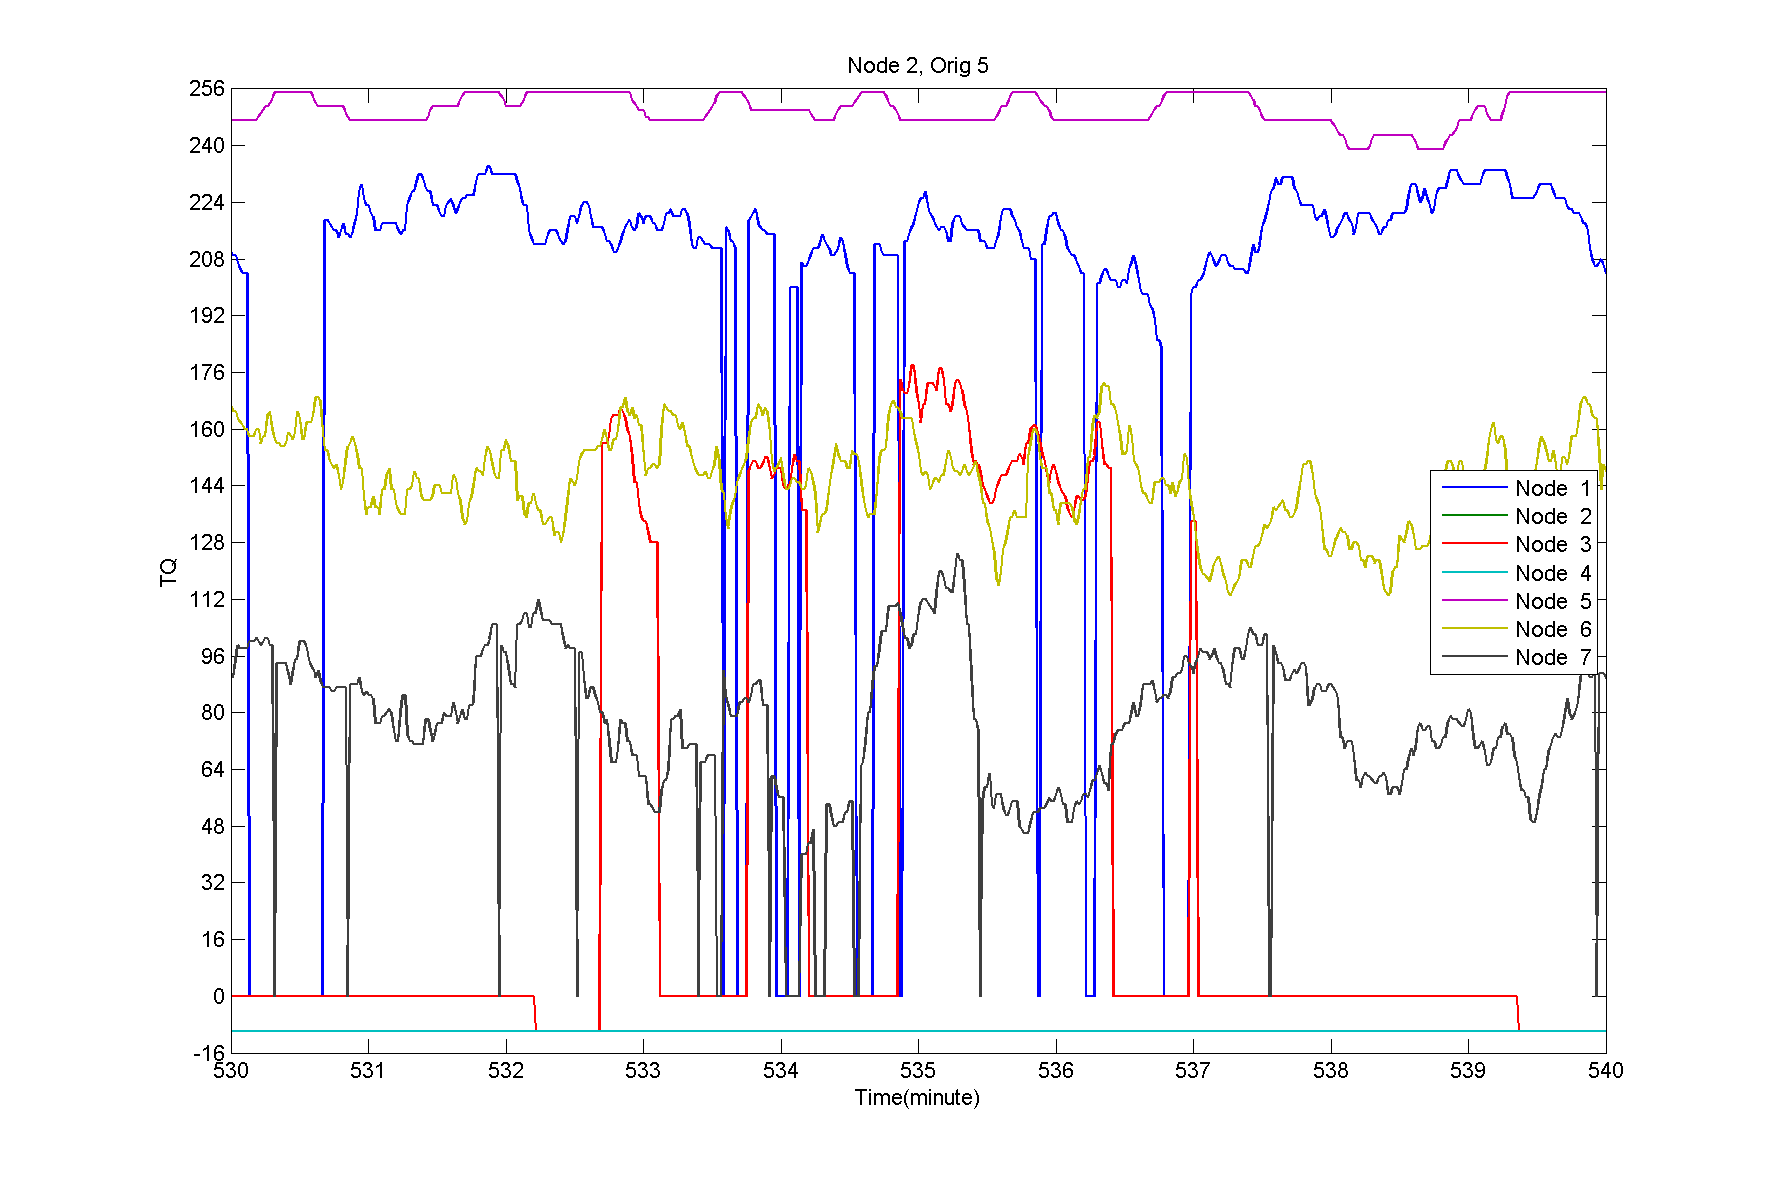 Node 2, Orig 5
256
240
224
208
192
176
160
144
128
112
96
80
64
48
32
16
0
-16
TQ
530 531 532 533 534 535 536 537 538 539 540
Time(minute)
Node 1
Node 2
Node 3
Node 4
Node 5
Node 6
Node 7